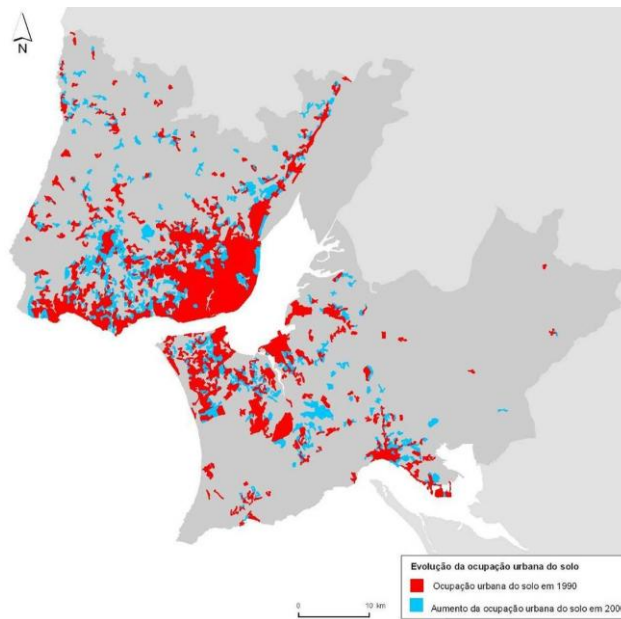 N
Evolução da ocupação urbana do solo
Ocupação urbana do solo em 1990
Aumento da ocupação urbana do solo em 200
0 10 km